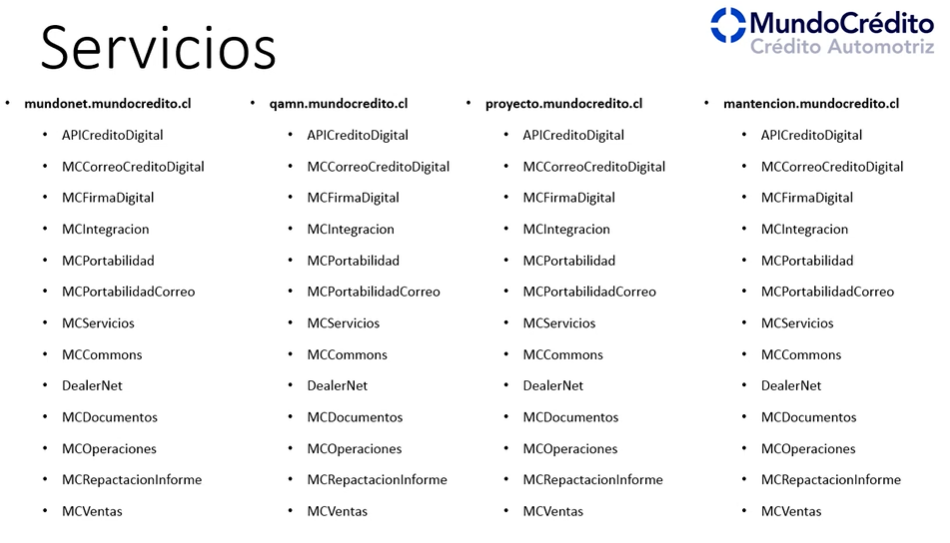 Servicios
MundoCrédito
Crédito Automotriz
• mundonet.mundocredito.cl
• APICreditoDigital
• MCCorreoCreditoDigital
• MCFirmaDigital
• MCIntegracion
• MCPortabilidad
• MCPortabilidadCorreo
• MCServicios
• MCCommons
• DealerNet
• MCDocumentos
• MCOperaciones
• MCRepactacionInforme
• MCVentas
• qamn.mundocredito.cl
• APICreditoDigital
• MCCorreoCreditoDigital
• MCFirmaDigital
• MCIntegracion
• MCPortabilidad
• MCPortabilidadCorreo
• MCServicios
• MCCommons
• DealerNet
• MCDocumentos
• MCOperaciones
• MCRepactacionInforme
• MCVentas
• proyecto.mundocredito.cl
• APICreditoDigital
• MCCorreoCreditoDigital
• MCFirmaDigital
• MCIntegracion
• MCPortabilidad
• MCPortabilidadCorreo
• MCServicios
• MCCommons
• DealerNet
• MCDocumentos
• MCOperaciones
• MCRepactacionInforme
• MCVentas
• mantencion.mundocredito.cl
• APICreditoDigital
• MCCorreoCreditoDigital
• MCFirmaDigital
• MCIntegracion
• MCPortabilidad
• MCPortabilidadCorreo
• MCServicios
• MCCommons
• DealerNet
• MCDocumentos
• MCOperaciones
• MCRepactacionInforme
• MCVentas